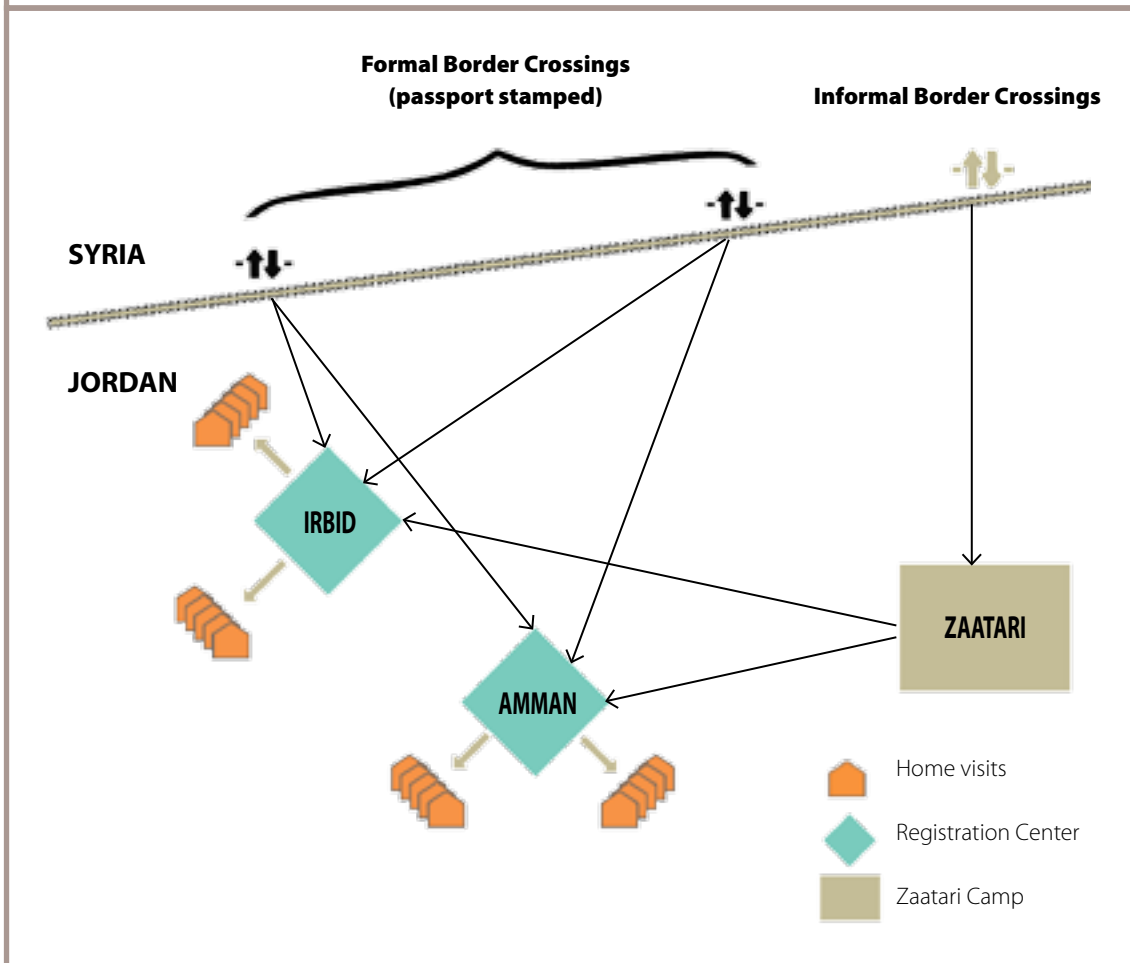 Formal Border Crossings
(passport stamped)
Informal Border Crossings
SYRIA
JORDAN
IRBID
ZAATARI
AMMAN
Home visits
Registration Center
Zaatari Camp